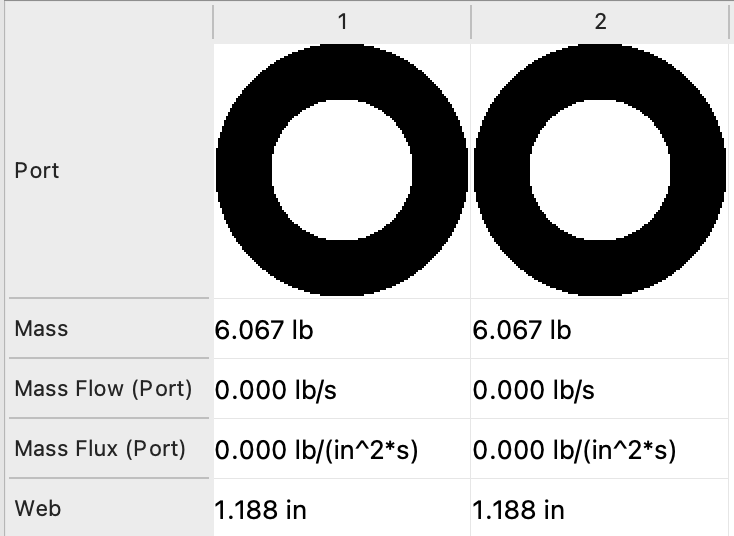 1 2
Port
Mass 6.067 lb 6.067 lb
Mass Flow (Port) 0.000 lb/s 0.000 lb/s
Mass Flux (Port) 0.000 lb/(in^2*s) 0.000 lb/(in^2*s)
Web 1.188 in 1.188 in